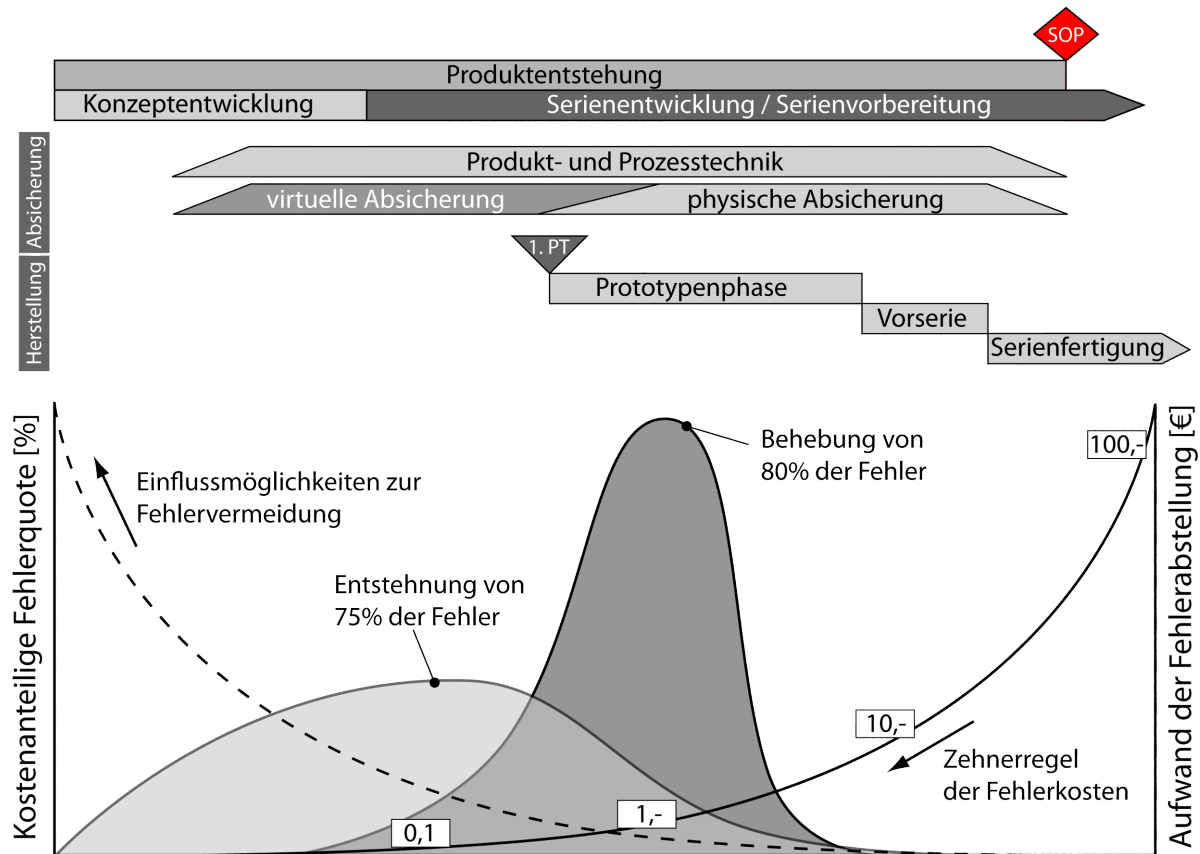 SOP
Produktentstehung
Konzeptentwicklung
Serienentwicklung / Serienvorbereitung
Absicherung
Produkt- und Prozesstechnik
virtuelle Absicherung
physische Absicherung
Herstellung
1. PT
Prototypenphase
Vorserie
Serienfertigung
Kostenanteilige Fehlerquote [%]
Einflussmöglichkeiten zur
Fehlervermeidung
Entstehnung von
75% der Fehler
Behebung von
80% der Fehler
100,-
10,-
1,-
0,1
Zehnerregel
der Fehlerkosten
Aufwand der Fehlerabstellung [€]